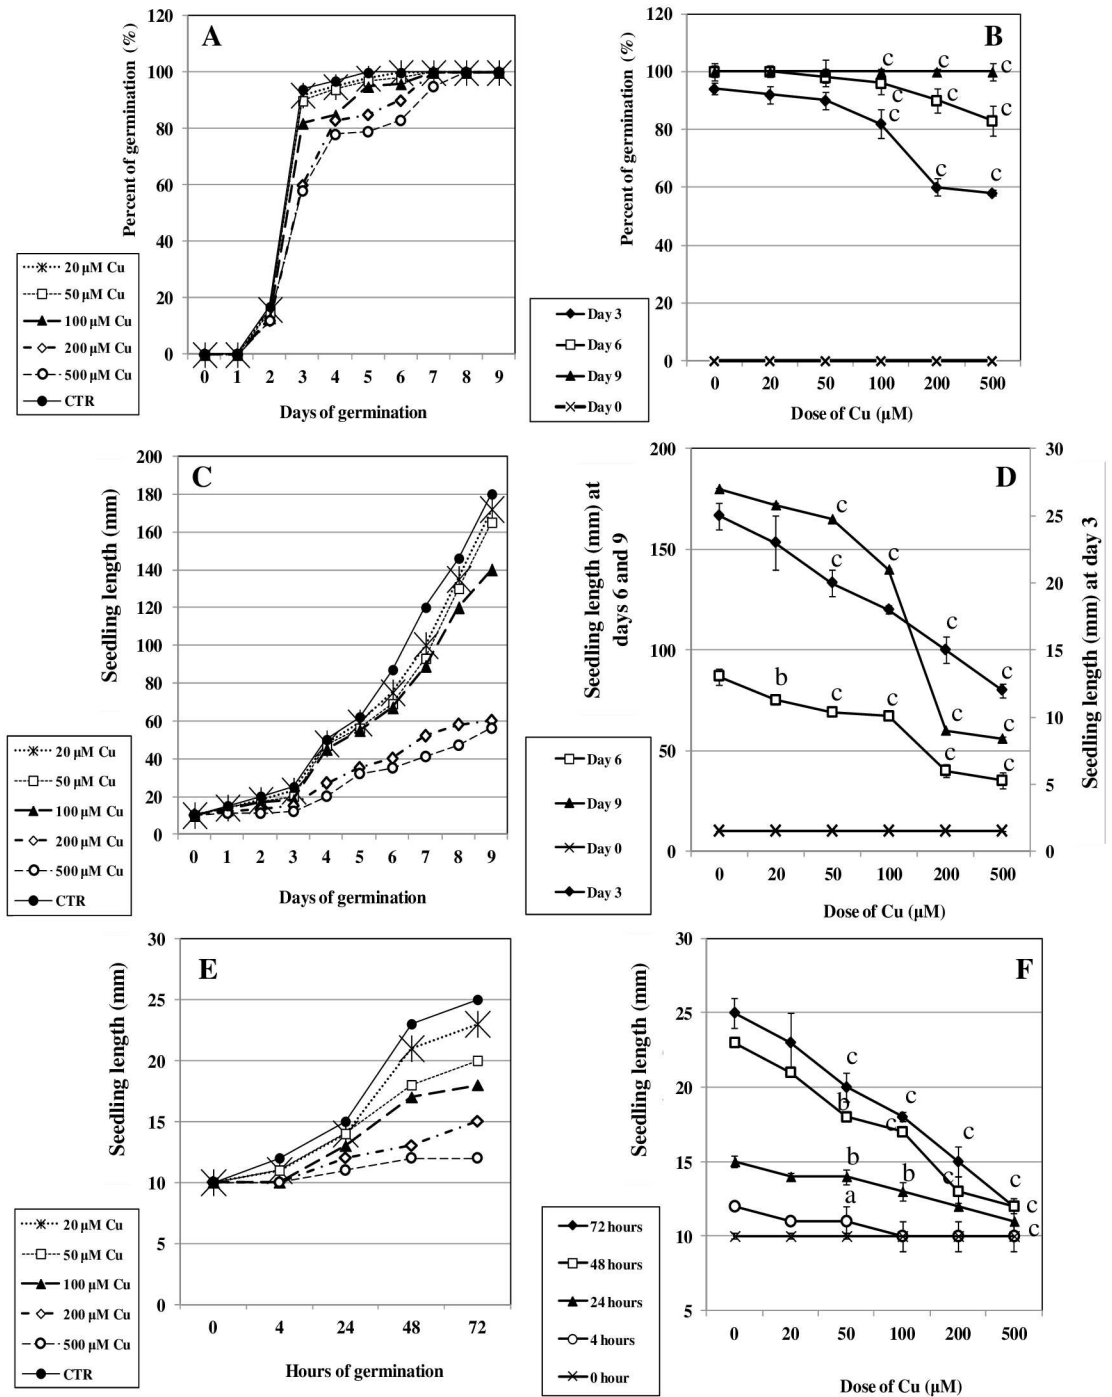 A
Percent of germination (%)
120
100
80
60
40
20
0
0 1 2 3 4 5 6 7 8 9
Days of germination
20 µM Cu
50 µM Cu
100 µM Cu
200 µM Cu
500 µM Cu
CTR
B
Percent of germination (%)
120
100
80
60
40
20
0
c c c
c c c
c c c
0 20 50 100 200 500
Dose of Cu (µM)
Day 3
Day 6
Day 9
Day 0
C
Seedling length (mm)
200
180
160
140
120
100
80
60
40
20
0
0 1 2 3 4 5 6 7 8 9
Days of germination
20 µM Cu
50 µM Cu
100 µM Cu
200 µM Cu
500 µM Cu
CTR
D
Seedling length (mm) at
days 6 and 9
200
150
100
50
0
c c
c c c
b c c c c
c c
30
25
20
15
10
5
0
Seedling length (mm) at day 3
0 20 50 100 200 500
Dose of Cu (µM)
Day 6
Day 9
Day 0
Day 3
E
Seedling length (mm)
30
25
20
15
10
5
0
0 4 24 48 72
Hours of germination
20 µM Cu
50 µM Cu
100 µM Cu
200 µM Cu
500 µM Cu
CTR
F
Seedling length (mm)
30
25
20
15
10
5
c c c c
b c c c
b b c
a
0 20 50 100 200 500
Dose of Cu (µM)
72 hours
48 hours
24 hours
4 hours
0 hour